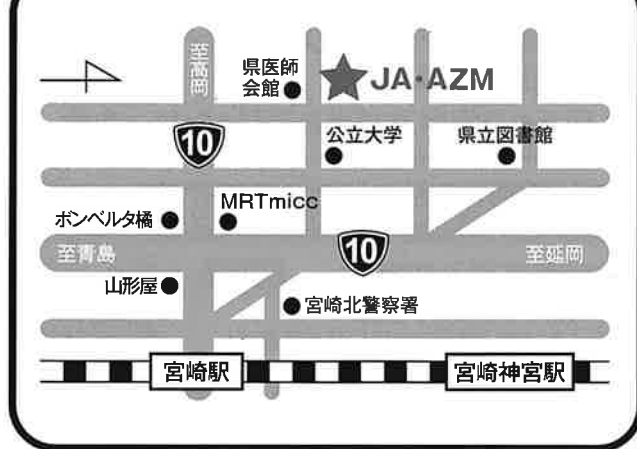 至高岡
県医師
会館
JA・AZM
10
公立大学
県立図書館
ボンベルタ橘
MRTmicc
至青島
10
至延岡
山形屋
宮崎北警察署
宮崎駅
宮崎神宮駅